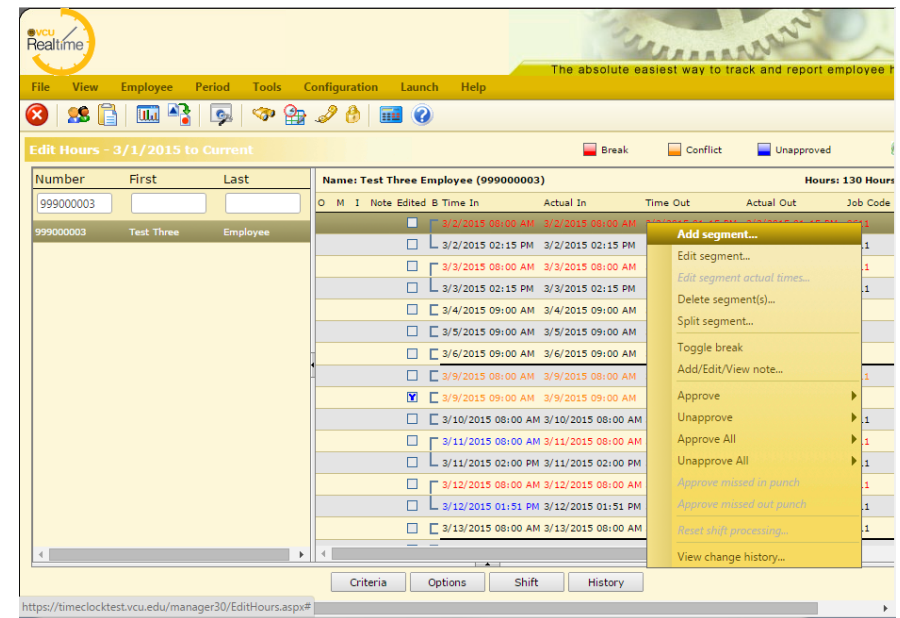 VCU
Realtime
The absolute easiest way to track and report employee h
File View Employee Period Tools Configuration Launch Help
Edit Hours - 3/1/2015 to Current
Break Conflict Unapproved
Number First Last
999000003
999000003 Test Three Employee
Name: Test Three Employee (999000003) Hours: 130 Hours
O M I Note Edited B Time In Actual In Time Out Actual Out Job Code
3/2/2015 08:00 AM 3/2/2015 08:00 AM
3/2/2015 02:15 PM 3/2/2015 02:15 PM
3/3/2015 08:00 AM 3/3/2015 08:00 AM
3/3/2015 02:15 PM 3/3/2015 02:15 PM
3/4/2015 09:00 AM 3/4/2015 09:00 AM
3/5/2015 09:00 AM 3/5/2015 09:00 AM
3/6/2015 09:00 AM 3/6/2015 09:00 AM
3/9/2015 08:00 AM 3/9/2015 08:00 AM
Y 3/9/2015 09:00 AM 3/9/2015 09:00 AM
3/10/2015 08:00 AM 3/10/2015 08:00 AM
3/11/2015 08:00 AM 3/11/2015 08:00 AM
3/11/2015 02:00 PM 3/11/2015 02:00 PM
3/12/2015 08:00 AM 3/12/2015 08:00 AM
3/12/2015 01:51 PM 3/12/2015 01:51 PM
3/13/2015 08:00 AM 3/13/2015 08:00 AM
Add segment...
Edit segment...
Edit segment actual times...
Delete segment(s)...
Split segment...
Toggle break
Add/Edit/View note...
Approve
Unapprove
Approve All
Unapprove All
Approve missed in punch
Approve missed out punch
Reset shift processing...
View change history...
Criteria Options Shift History
https://timeclocktest.vcu.edu/manager30/EditHours.aspx#